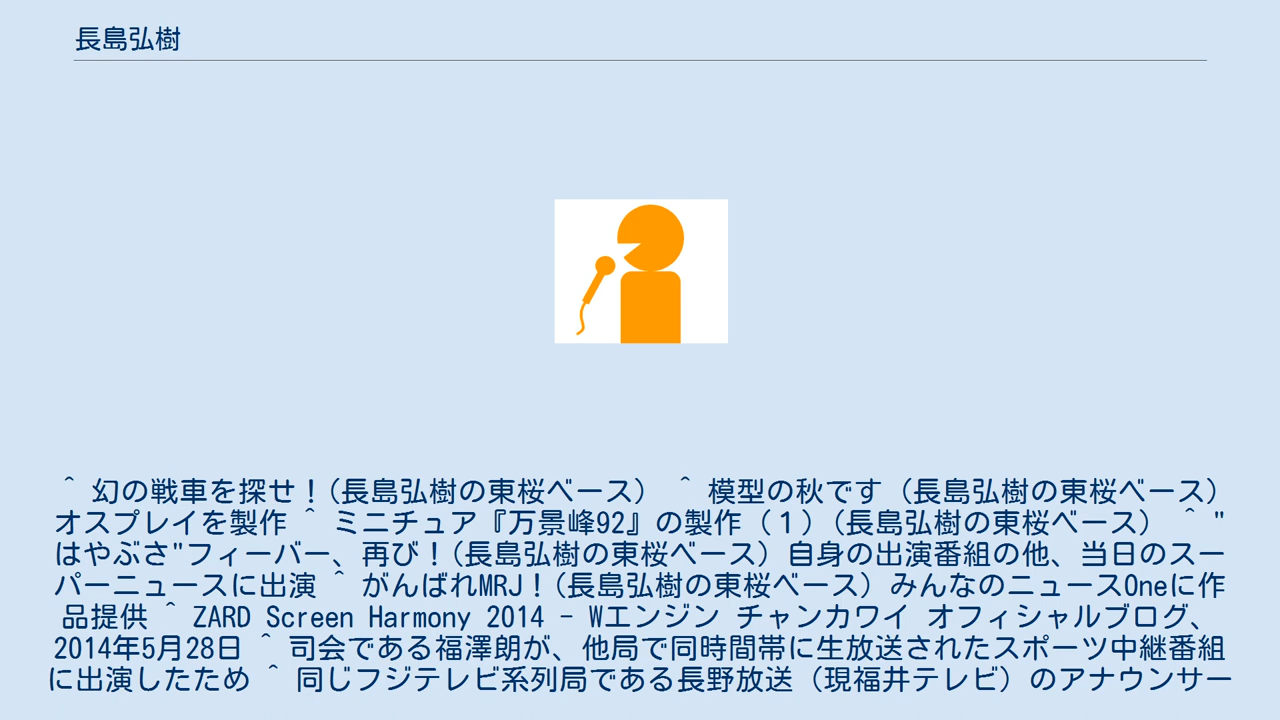 長島弘樹
^ 幻の戦車を探せ！(長島弘樹の東桜ベース） ^ 模型の秋です（長島弘樹の東桜ベース）
オスプレイを製作 ^ ミニチュア『万景峰92』の製作（１）(長島弘樹の東桜ベース） ^ "
はやぶさ"フィーバー、再び！(長島弘樹の東桜ベース）自身の出演番組の他、当日のスー
パーニュースに出演 ^ がんばれMRJ！(長島弘樹の東桜ベース）みんなのニュースOneに作
品提供 ^ ZARD Screen Harmony 2014 - Wエンジン チャンカワイ オフィシャルブログ、
2014年5月28日 ^ 司会である福澤朗が、他局で同時間帯に生放送されたスポーツ中継番組
に出演したため ^ 同じフジテレビ系列局である長野放送（現福井テレビ）のアナウンサー